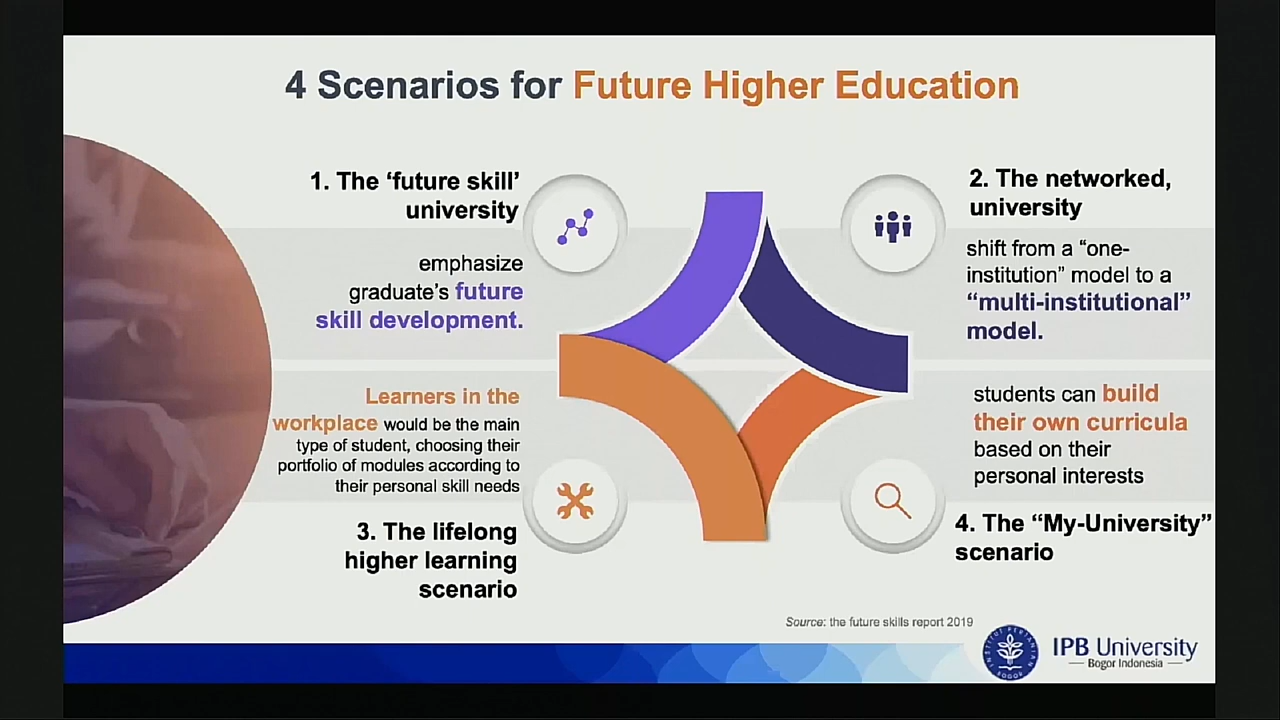 4 Scenarios for Future Higher Education
1. The ‘future skill’
university
emphasize
graduate’s future
skill development.
2. The networked,
university
shift from a “one-
institution” model to a
“multi-institutional”
model.
Learners in the
workplace would be the main
type of student, choosing their
portfolio of modules according to
their personal skill needs
3. The lifelong
higher learning
scenario
students can build
their own curricula
based on their
personal interests
4. The “My-University”
scenario
Source: the future skills report 2019
INSTITUT PERTANIAN
BOGOR
IPB University
Bogor Indonesia